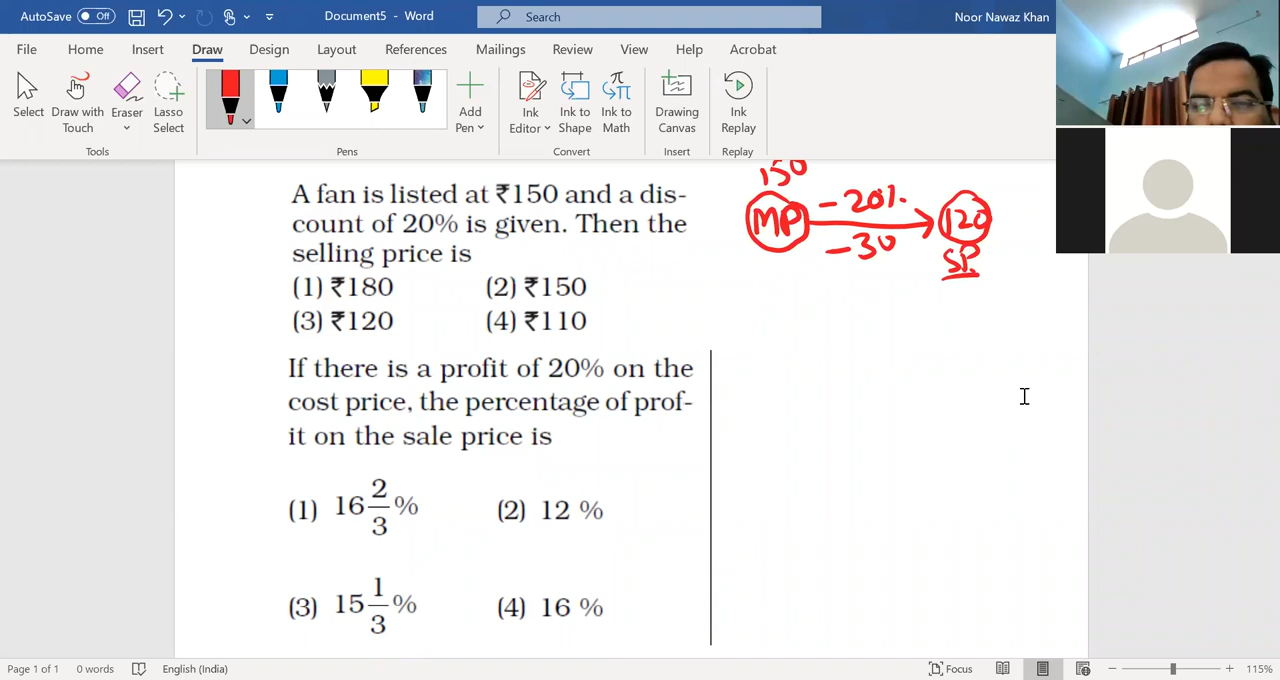 AutoSave Off Document5 - Word Search Noor Nawaz Khan
File Home Insert Draw Design Layout References Mailings Review View Help Acrobat
Select Draw with Touch Eraser Lasso Select Add Pen Ink Editor Ink to Shape Ink to Math Drawing Canvas Ink Replay
Tools Pens Convert Insert Replay
A fan is listed at ₹150 and a dis-
count of 20% is given. Then the
selling price is
(1) ₹180 (2) ₹150
(3) ₹120 (4) ₹110
150
MP - 20% 120
- 30 SP.
If there is a profit of 20% on the
cost price, the percentage of prof-
it on the sale price is
(1) 16 2/3 % (2) 12 %
(3) 15 1/3 % (4) 16 %
Page 1 of 1 0 words English (India) Focus 115%